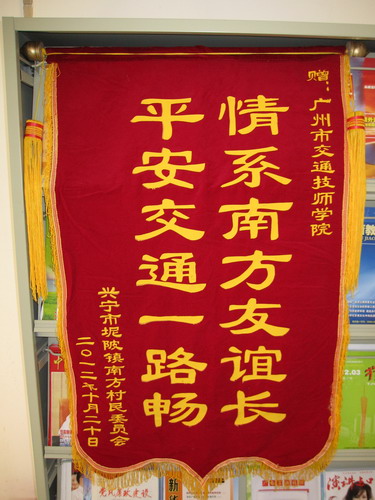 赠：广州市交通技师学院
情系南方友谊长
平安交通一路畅
兴宁市坭陂镇南方村民委员会
二〇一二年十月二十日